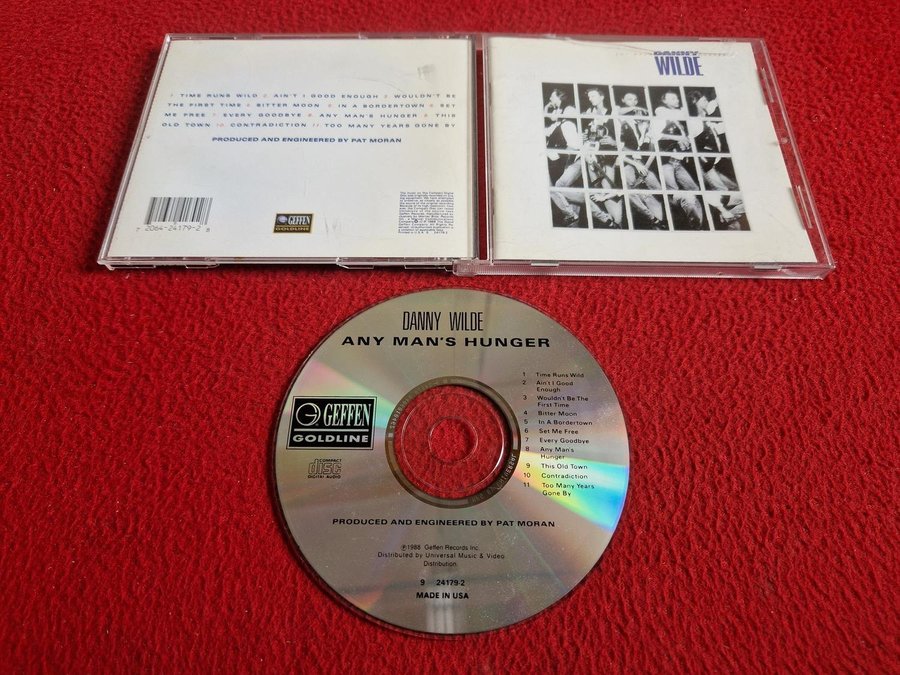 1 TIME RUNS WILD 2 AIN'T I GOOD ENOUGH 3 WOULDN'T BE
THE FIRST TIME 4 BITTER MOON 5 IN A BORDERTOWN 6 SET
ME FREE 7 EVERY GOODBYE 8 ANY MAN'S HUNGER 9 THIS
OLD TOWN 10 CONTRADICTION 11 TOO MANY YEARS GONE BY
PRODUCED AND ENGINEERED BY PAT MORAN
7 2064-24179-2 8
GEFFEN
GOLDLINE
DANNY
WILDE
DANNY WILDE
ANY MAN'S HUNGER
GEFFEN
GOLDLINE
COMPACT
disc
DIGITAL AUDIO
1 Time Runs Wild
2 Ain't I Good
Enough
3 Wouldn't Be The
First Time
4 Bitter Moon
5 In A Bordertown
6 Set Me Free
7 Every Goodbye
8 Any Man's
Hunger
9 This Old Town
10 Contradiction
11 Too Many Years
Gone By
PRODUCED AND ENGINEERED BY PAT MORAN
℗1988 Geffen Records Inc.
Distributed by Universal Music & Video
Distribution.
9 24179-2
MADE IN USA